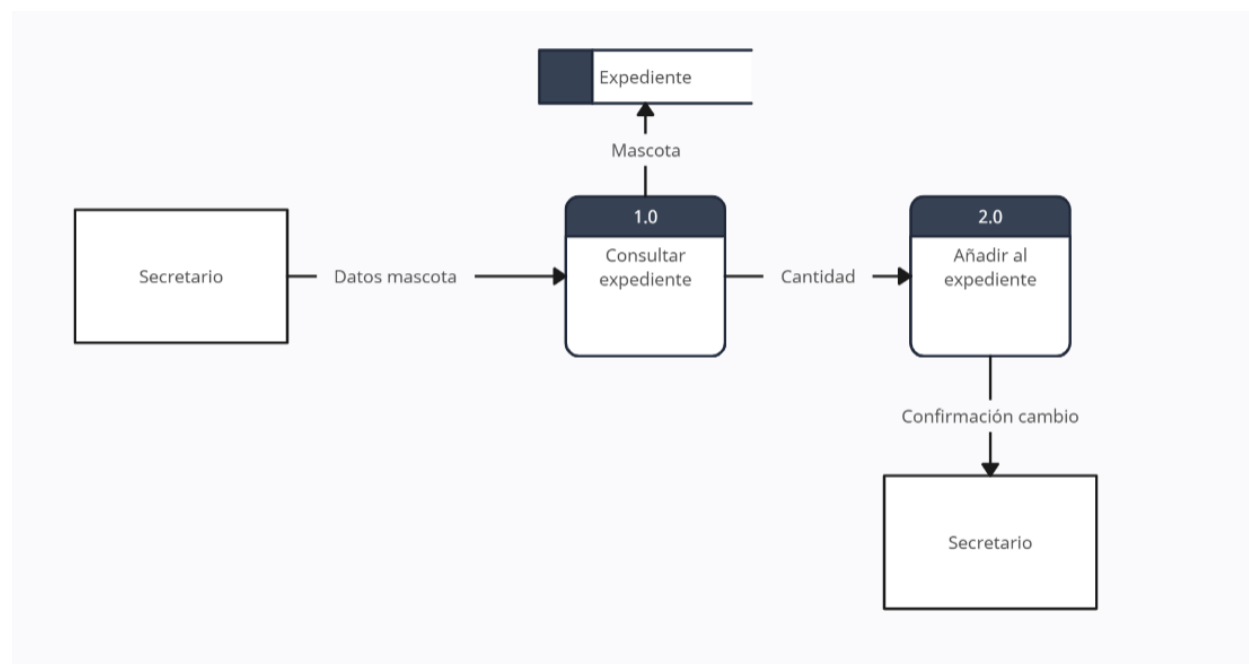 Expediente
Mascota
1.0
2.0
Secretario
Datos mascota
Consultar
expediente
Cantidad
Añadir al
expediente
Confirmación cambio
Secretario